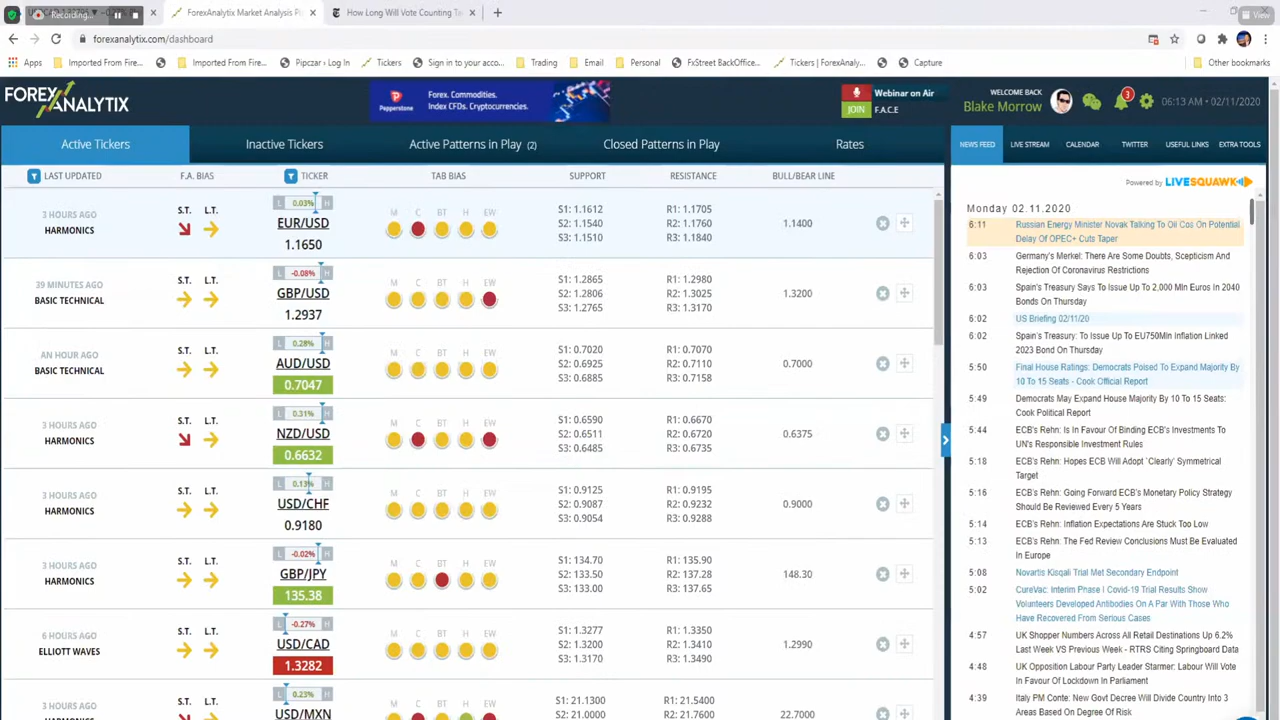 Recording...
View
USDCAD 1.32795 ▼ −0.27%
ForexAnalytix Market Analysis P
How Long Will Vote Counting Ta
forexanalytix.com/dashboard
Apps Imported From Fire... Imported From Fire... Pipczar › Log In Tickers Sign in to your acco... Trading Email Personal FxStreet BackOffice... Tickers | ForexAnaly... Capture Other bookmarks
FOREX ANALYTIX
Pepperstone
Forex. Commodities.
Index CFDs. Cryptocurrencies.
Webinar on Air
JOIN F.A.C.E
WELCOME BACK
Blake Morrow
3
06:13 AM · 02/11/2020
Active Tickers Inactive Tickers Active Patterns in Play (2) Closed Patterns in Play Rates
NEWS FEED LIVE STREAM CALENDAR TWITTER USEFUL LINKS EXTRA TOOLS
LAST UPDATED F.A. BIAS TICKER TAB BIAS SUPPORT RESISTANCE BULL/BEAR LINE
3 HOURS AGO
HARMONICS
S.T. L.T.
L 0.03% H
EUR/USD
1.1650
M C BT H EW
S1: 1.1612
S2: 1.1540
S3: 1.1510
R1: 1.1705
R2: 1.1760
R3: 1.1840
1.1400
39 MINUTES AGO
BASIC TECHNICAL
S.T. L.T.
L -0.08% H
GBP/USD
1.2937
M C BT H EW
S1: 1.2865
S2: 1.2806
S3: 1.2765
R1: 1.2980
R2: 1.3025
R3: 1.3170
1.3200
AN HOUR AGO
BASIC TECHNICAL
S.T. L.T.
L 0.28% H
AUD/USD
0.7047
M C BT H EW
S1: 0.7020
S2: 0.6925
S3: 0.6885
R1: 0.7070
R2: 0.7110
R3: 0.7158
0.7000
3 HOURS AGO
HARMONICS
S.T. L.T.
L 0.31% H
NZD/USD
0.6632
M C BT H EW
S1: 0.6590
S2: 0.6511
S3: 0.6485
R1: 0.6670
R2: 0.6720
R3: 0.6735
0.6375
3 HOURS AGO
HARMONICS
S.T. L.T.
L 0.13% H
USD/CHF
0.9180
M C BT H EW
S1: 0.9125
S2: 0.9087
S3: 0.9054
R1: 0.9195
R2: 0.9232
R3: 0.9288
0.9000
3 HOURS AGO
HARMONICS
S.T. L.T.
L -0.02% H
GBP/JPY
135.38
M C BT H EW
S1: 134.70
S2: 133.50
S3: 133.00
R1: 135.90
R2: 137.28
R3: 137.65
148.30
6 HOURS AGO
ELLIOTT WAVES
S.T. L.T.
L -0.27% H
USD/CAD
1.3282
M C BT H EW
S1: 1.3277
S2: 1.3200
S3: 1.3170
R1: 1.3350
R2: 1.3410
R3: 1.3490
1.2990
3 HOURS AGO
HARMONICS
S.T. L.T.
L 0.23% H
USD/MXN
M C BT H EW
S1: 21.1300
S2: 21.0000
R1: 21.5400
R2: 21.7600
22.7000
Powered by LIVESQUAWK
Monday 02.11.2020
6:11 Russian Energy Minister Novak Talking To Oil Cos On Potential
Delay Of OPEC+ Cuts Taper
6:03 Germany's Merkel: There Are Some Doubts, Scepticism And
Rejection Of Coronavirus Restrictions
6:03 Spain's Treasury Says To Issue Up To 2,000 Mln Euros In 2040
Bonds On Thursday
6:02 US Briefing 02/11/20
6:02 Spain's Treasury: To Issue Up To EU750Mln Inflation Linked
2023 Bond On Thursday
5:50 Final House Ratings: Democrats Poised To Expand Majority By
10 To 15 Seats - Cook Official Report
5:49 Democrats May Expand House Majority By 10 To 15 Seats:
Cook Political Report
5:44 ECB's Rehn: Is In Favour Of Binding ECB's Investments To
UN's Responsible Investment Rules
5:18 ECB's Rehn: Hopes ECB Will Adopt `Clearly' Symmetrical
Target
5:16 ECB's Rehn: Going Forward ECB's Monetary Policy Strategy
Should Be Reviewed Every 5 Years
5:14 ECB's Rehn: Inflation Expectations Are Stuck Too Low
5:13 ECB's Rehn: The Fed Review Conclusions Must Be Evaluated
In Europe
5:08 Novartis Kisqali Trial Met Secondary Endpoint
5:02 CureVac: Interim Phase I Covid-19 Trial Results Show
Volunteers Developed Antibodies On A Par With Those Who
Have Recovered From Serious Cases
4:57 UK Shopper Numbers Across All Retail Destinations Up 6.2%
Last Week VS Previous Week - RTRS Citing Springboard Data
4:48 UK Opposition Labour Party Leader Starmer: Labour Will Vote
In Favour Of Lockdown In Parliament
4:39 Italy PM Conte: New Govt Decree Will Divide Country Into 3
Areas Based On Degree Of Risk